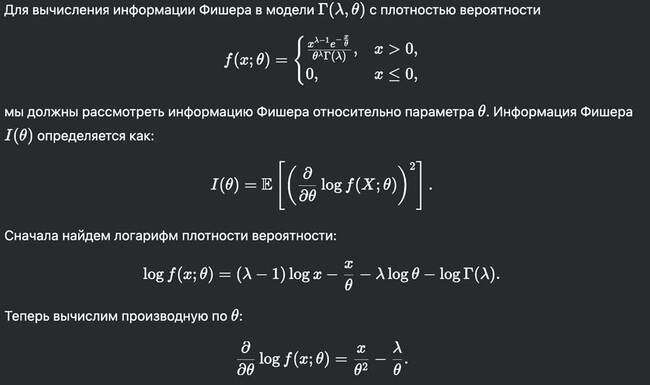 Для вычисления информации Фишера в модели Γ(λ, θ) с плотностью вероятности
f(x; θ) = { x^{λ−1} e^{−x/θ} / (θ^λ Γ(λ)), x > 0,
0, x ≤ 0,
мы должны рассмотреть информацию Фишера относительно параметра θ. Информация Фишера
I(θ) определяется как:
I(θ) = 𝔼 [ ( ∂/∂θ log f(X; θ) )² ] .
Сначала найдем логарифм плотности вероятности:
log f(x; θ) = (λ − 1) log x − x/θ − λ log θ − log Γ(λ).
Теперь вычислим производную по θ:
∂/∂θ log f(x; θ) = x/θ² − λ/θ.